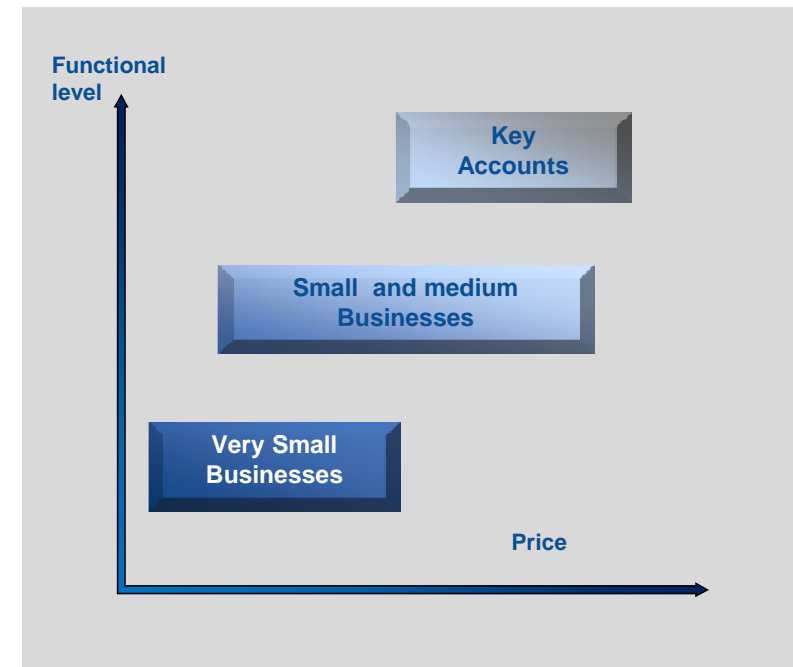 Functional
level
Key
Accounts
Small and medium
Businesses
Very Small
Businesses
Price